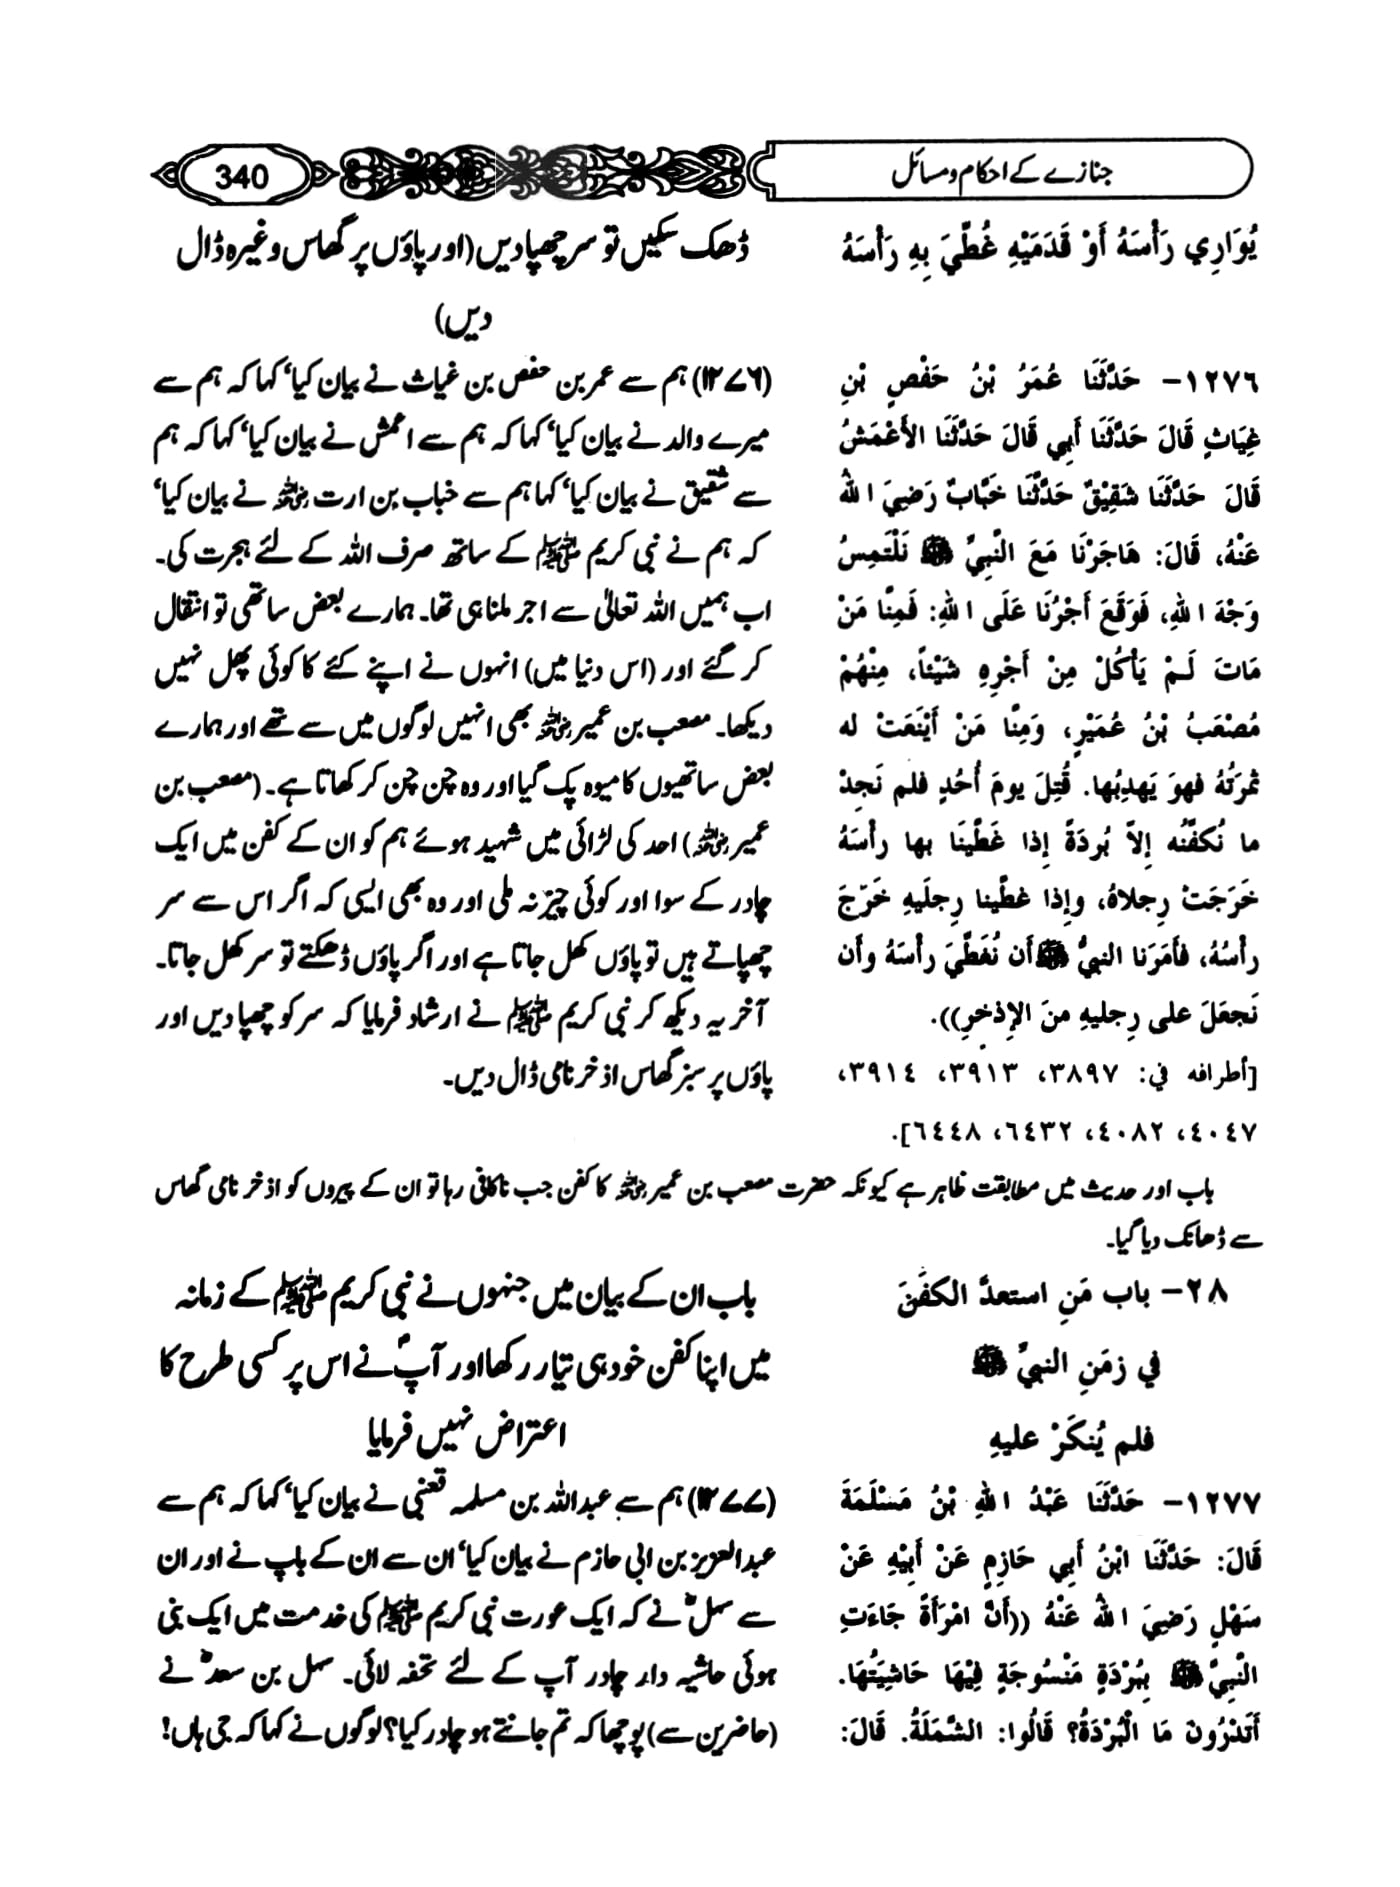 جنازے کے احکام و مسائل
340
يُوَارِي رَأْسَهُ أَوْ قَدَمَيْهِ غُطِّيَ بِهِ رَأْسَهُ
ڈھک سکیں تو سر چھپا دیں (اور پاؤں پر گھاس وغیرہ ڈال
دیں)
١٢٧٦- حَدَّثَنَا عُمَرُ بْنُ حَفْصِ بْنِ
غِيَاثٍ قَالَ حَدَّثَنَا أَبِي قَالَ حَدَّثَنَا الأَعْمَشُ
قَالَ حَدَّثَنَا شَقِيْقٌ حَدَّثَنَا خَبَّابٌ رَضِيَ اللهُ
عَنْهُ، قَالَ: هَاجَرْنَا مَعَ النَّبِيِّ ﷺ نَلْتَمِسُ
وَجْهَ اللهِ، فَوَقَعَ أَجْرُنَا عَلَى اللهِ: فَمِنَّا مَنْ
مَاتَ لَمْ يَأْكُلْ مِنْ أَجْرِهِ شَيْئاً، مِنْهُمْ
مُصْعَبُ بْنُ عُمَيْرٍ، وَمِنَّا مَنْ أَيْنَعَتْ له
ثمرَتُهُ فهوَ يَهدِبُها. قُتِلَ يومَ أُحُدٍ فلم نَجِدْ
ما نُكفِّنُه إلاَّ بُردَةً إذا غَطَّينَا بها رأسَهُ
خَرَجَتْ رِجلاهُ، وإذا غطَّينا رِجلَيهِ خَرَجَ
رأسُهُ، فأمَرَنا النبيُّ ﷺ أن نُغَطِّيَ رأسَهُ وأن
نَجعَلَ على رِجليهِ منَ الإِذخِرِ)).
[أطرافه في: ٣٨٩٧، ٣٩١٣، ٣٩١٤،
٤٠٤٧، ٤٠٨٢، ٦٤٣٢، ٦٤٤٨].
(۱۲۷۶) ہم سے عمر بن حفص بن غیاث نے بیان کیا‘ کہا کہ ہم سے
میرے والد نے بیان کیا‘ کہا کہ ہم سے اعمش نے بیان کیا‘ کہا کہ ہم
سے شقیق نے بیان کیا‘ کہا ہم سے خباب بن ارت رضی اللہ عنہ نے بیان کیا‘
کہ ہم نے نبی کریم ﷺ کے ساتھ صرف اللہ کے لئے ہجرت کی۔
اب ہمیں اللہ تعالیٰ سے اجر ملنا ہی تھا۔ ہمارے بعض ساتھی تو انتقال
کر گئے اور (اس دنیا میں) انہوں نے اپنے کئے کا کوئی پھل نہیں
دیکھا۔ مصعب بن عمیر رضی اللہ عنہ بھی انہیں لوگوں میں سے تھے اور ہمارے
بعض ساتھیوں کا میوہ پک گیا اور وہ چن چن کر کھاتا ہے۔ (مصعب بن
عمیر رضی اللہ عنہ) احد کی لڑائی میں شہید ہوئے ہم کو ان کے کفن میں ایک
چادر کے سوا اور کوئی چیز نہ ملی اور وہ بھی ایسی کہ اگر اس سے سر
چھپاتے ہیں تو پاؤں کھل جاتا ہے اور اگر پاؤں ڈھکتے تو سر کھل جاتا۔
آخر یہ دیکھ کر نبی کریم ﷺ نے ارشاد فرمایا کہ سر کو چھپا دیں اور
پاؤں پر سبز گھاس اذخر نامی ڈال دیں۔
باب اور حدیث میں مطابقت ظاہر ہے کیونکہ حضرت مصعب بن عمیر رضی اللہ عنہ کا کفن جب ناکافی رہا تو ان کے پیروں کو اذخر نامی گھاس
سے ڈھانک دیا گیا۔
٢٨- باب مَنِ استعدَّ الكفَنَ
في زمَنِ النبيِّ ﷺ
فلم يُنكَرْ عليهِ
باب ان کے بیان میں جنہوں نے نبی کریم ﷺ کے زمانہ
میں اپنا کفن خود ہی تیار رکھا اور آپؐ نے اس پر کسی طرح کا
اعتراض نہیں فرمایا
١٢٧٧- حَدَّثَنَا عَبْدُ اللهِ بْنُ مَسْلَمَةَ
قَالَ: حَدَّثَنَا ابْنُ أَبِي حَازِمٍ عَنْ أَبِيْهِ عَنْ
سَهْلٍ رَضِيَ اللهُ عَنْهُ ((أَنَّ امْرَأَةً جَاءَتِ
النَّبِيَّ ﷺ بِبُرْدَةٍ مَنْسُوجَةٍ فِيْهَا حَاشِيَتُهَا.
أَتَدْرُونَ مَا الْبُرْدَةُ؟ قَالُوا: الشَّمْلَةُ. قَالَ:
(۱۲۷۷) ہم سے عبداللہ بن مسلمہ قعنبی نے بیان کیا‘ کہا کہ ہم سے
عبدالعزیز بن ابی حازم نے بیان کیا‘ ان سے ان کے باپ نے اور ان
سے سہلؓ نے کہ ایک عورت نبی کریم ﷺ کی خدمت میں ایک بنی
ہوئی حاشیہ دار چادر آپ کے لئے تحفہ لائی۔ سہل بن سعدؓ نے
(حاضرین سے) پوچھا کہ تم جانتے ہو چادر کیا؟ لوگوں نے کہا کہ جی ہاں!